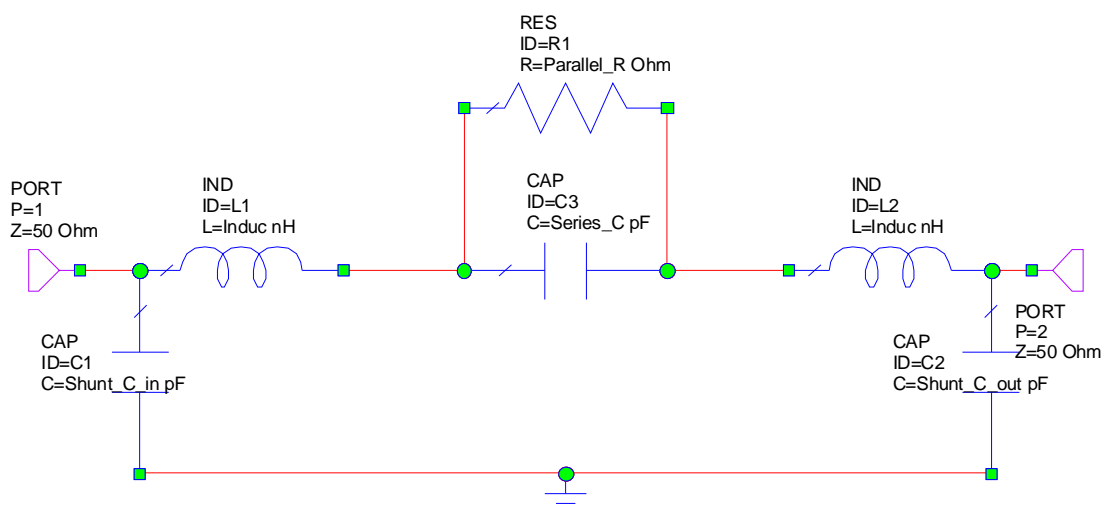 RES
ID=R1
R=Parallel_R Ohm
PORT
P=1
Z=50 Ohm
IND
ID=L1
L=Induc nH
CAP
ID=C3
C=Series_C pF
IND
ID=L2
L=Induc nH
CAP
ID=C1
C=Shunt_C_in pF
CAP
ID=C2
C=Shunt_C_out pF
PORT
P=2
Z=50 Ohm